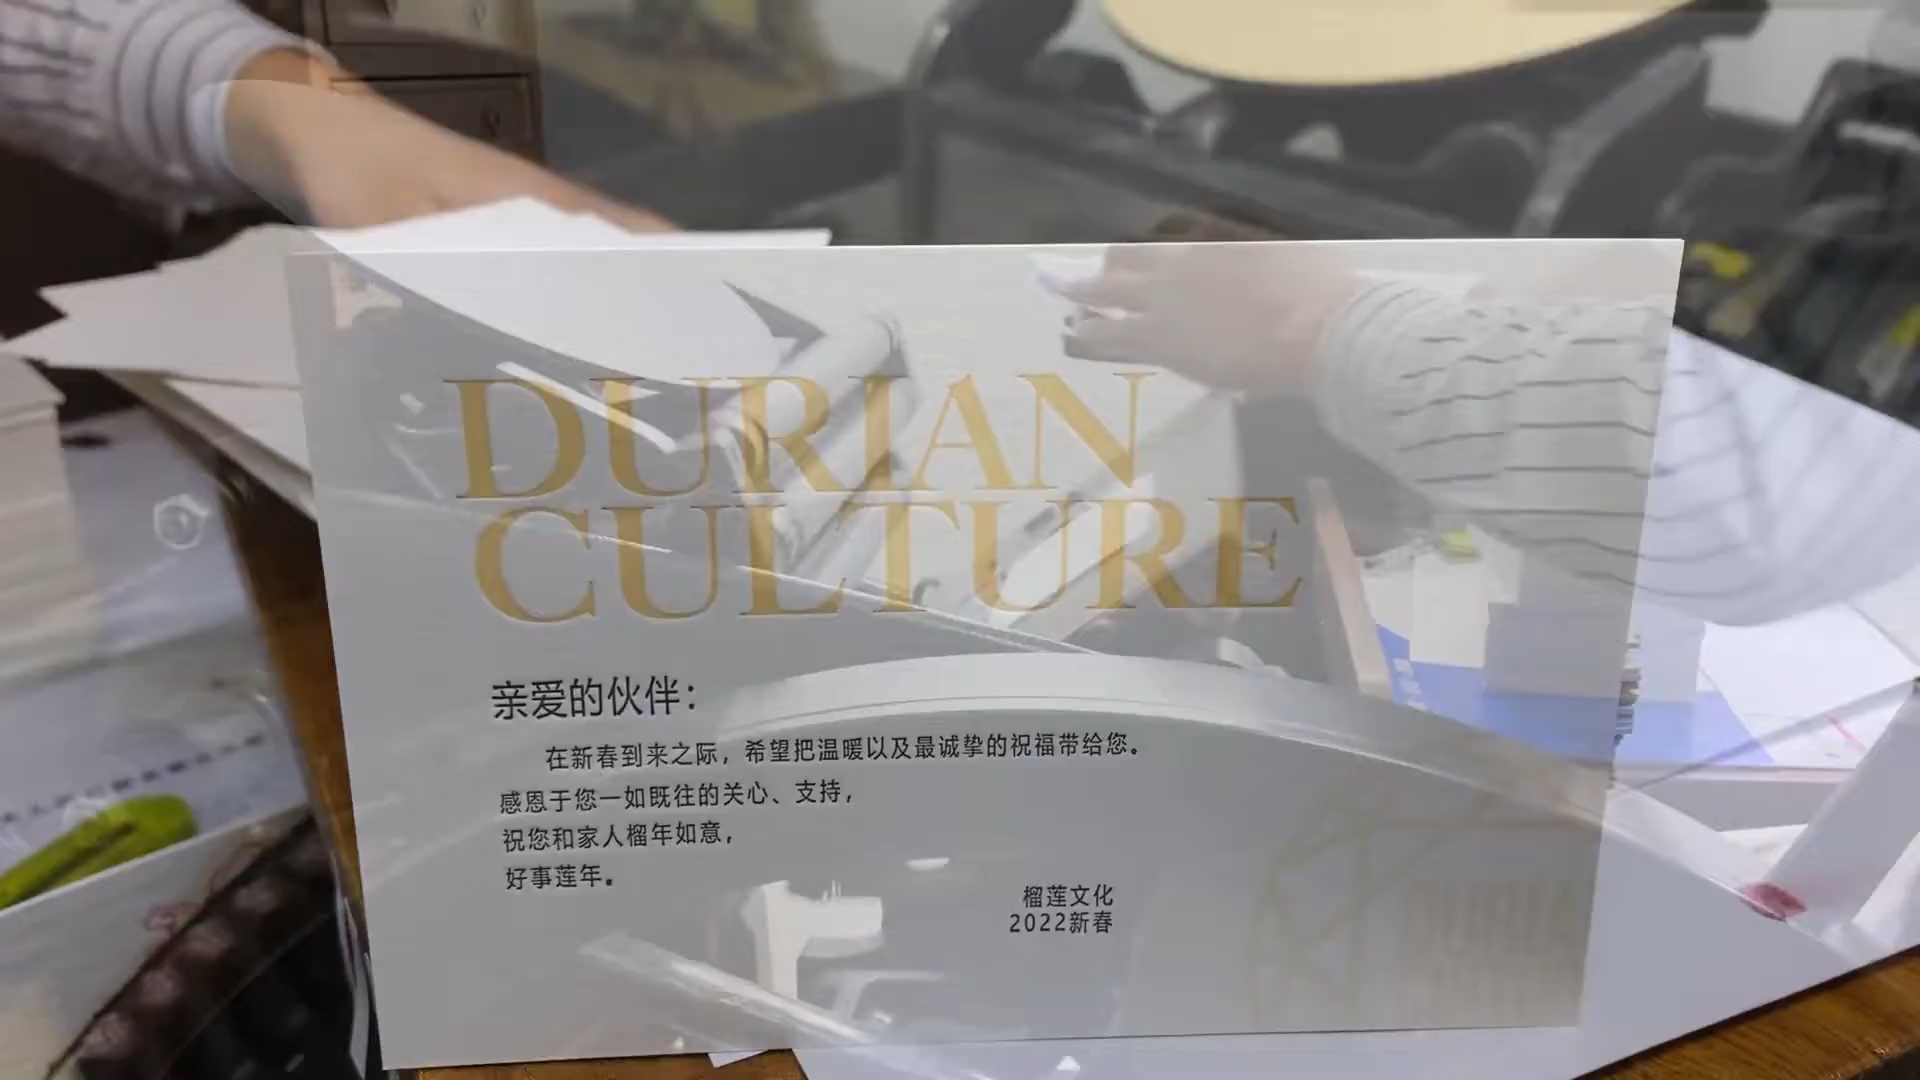 DURIAN
CULTURE
亲爱的伙伴：
在新春到来之际，希望把温暖以及最诚挚的祝福带给您。
感恩于您一如既往的关心、支持，
祝您和家人榴年如意，
好事莲年。
榴莲文化
2022新春